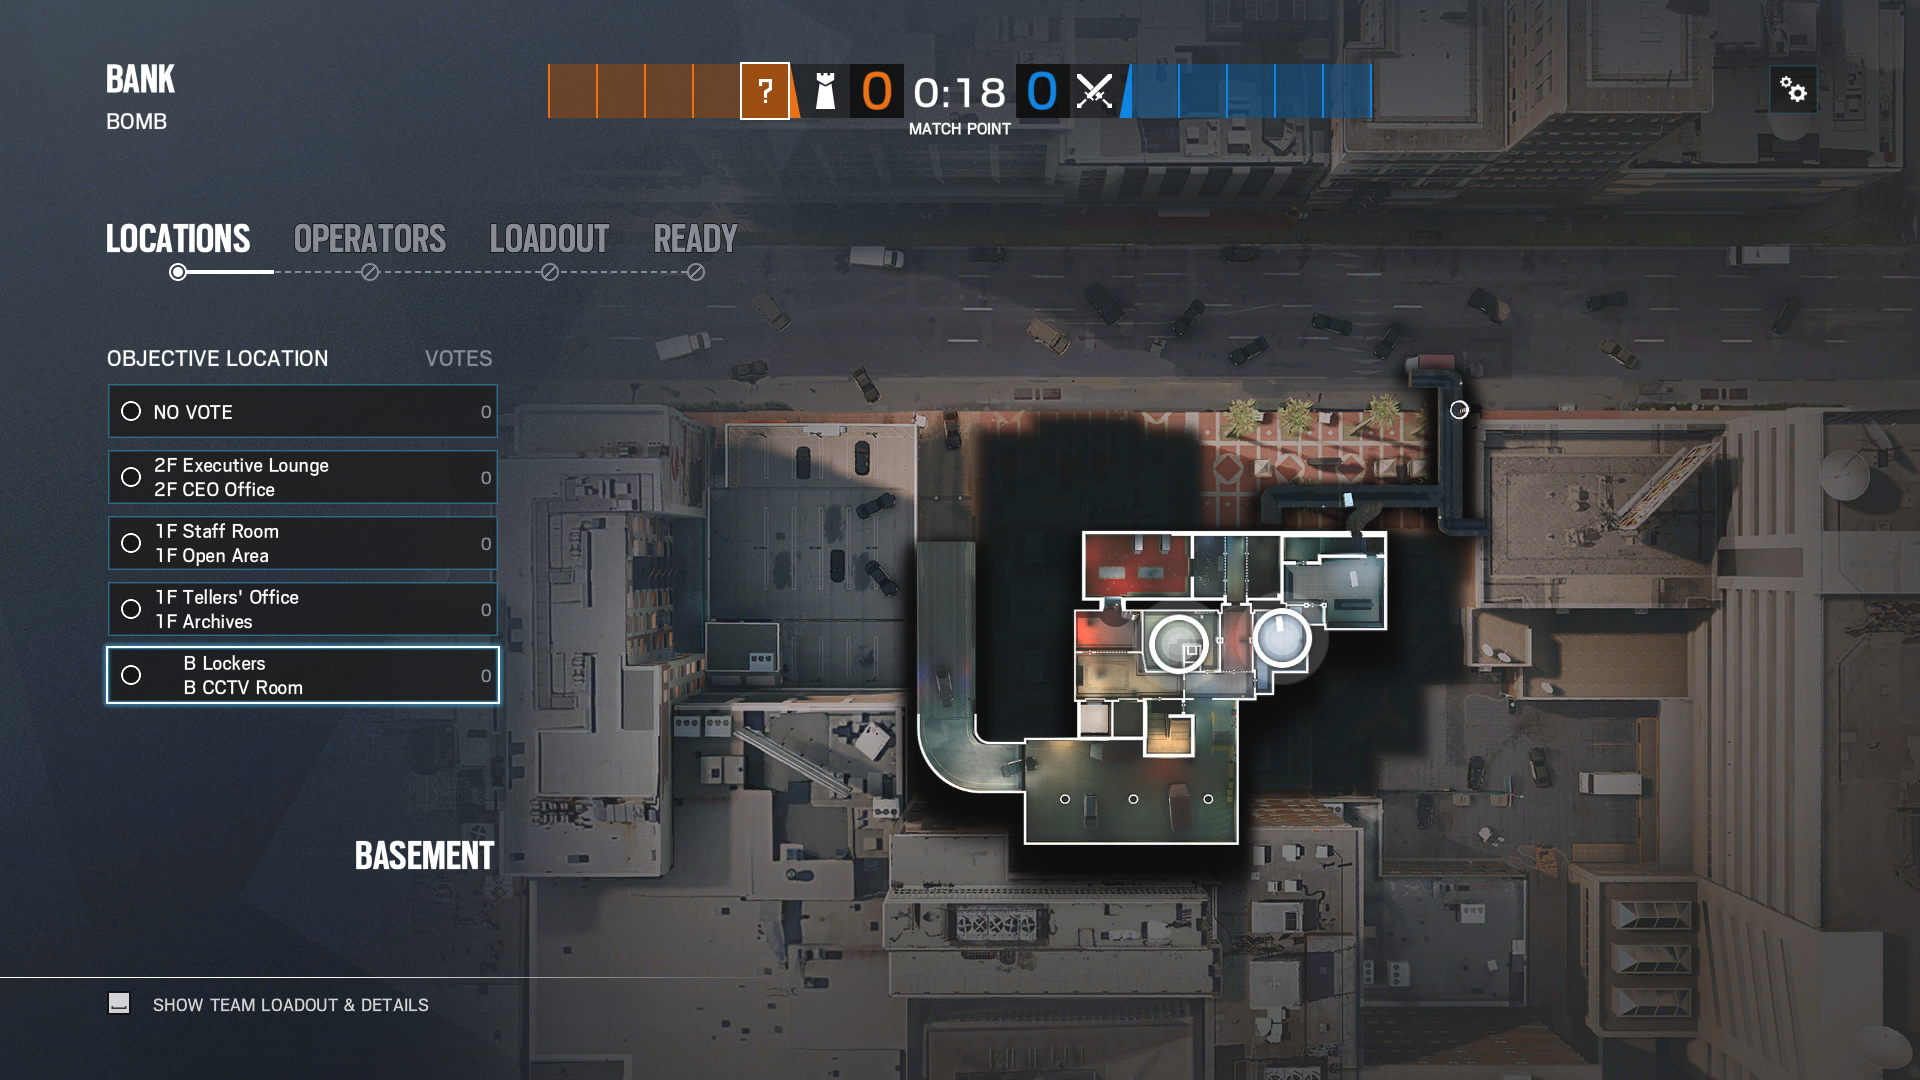 BANK
BOMB
?
0
0:18
0
MATCH POINT
LOCATIONS
OPERATORS
LOADOUT
READY
OBJECTIVE LOCATION
VOTES
NO VOTE
0
2F Executive Lounge
2F CEO Office
0
1F Staff Room
1F Open Area
0
1F Tellers' Office
1F Archives
0
B Lockers
B CCTV Room
0
BASEMENT
SHOW TEAM LOADOUT & DETAILS